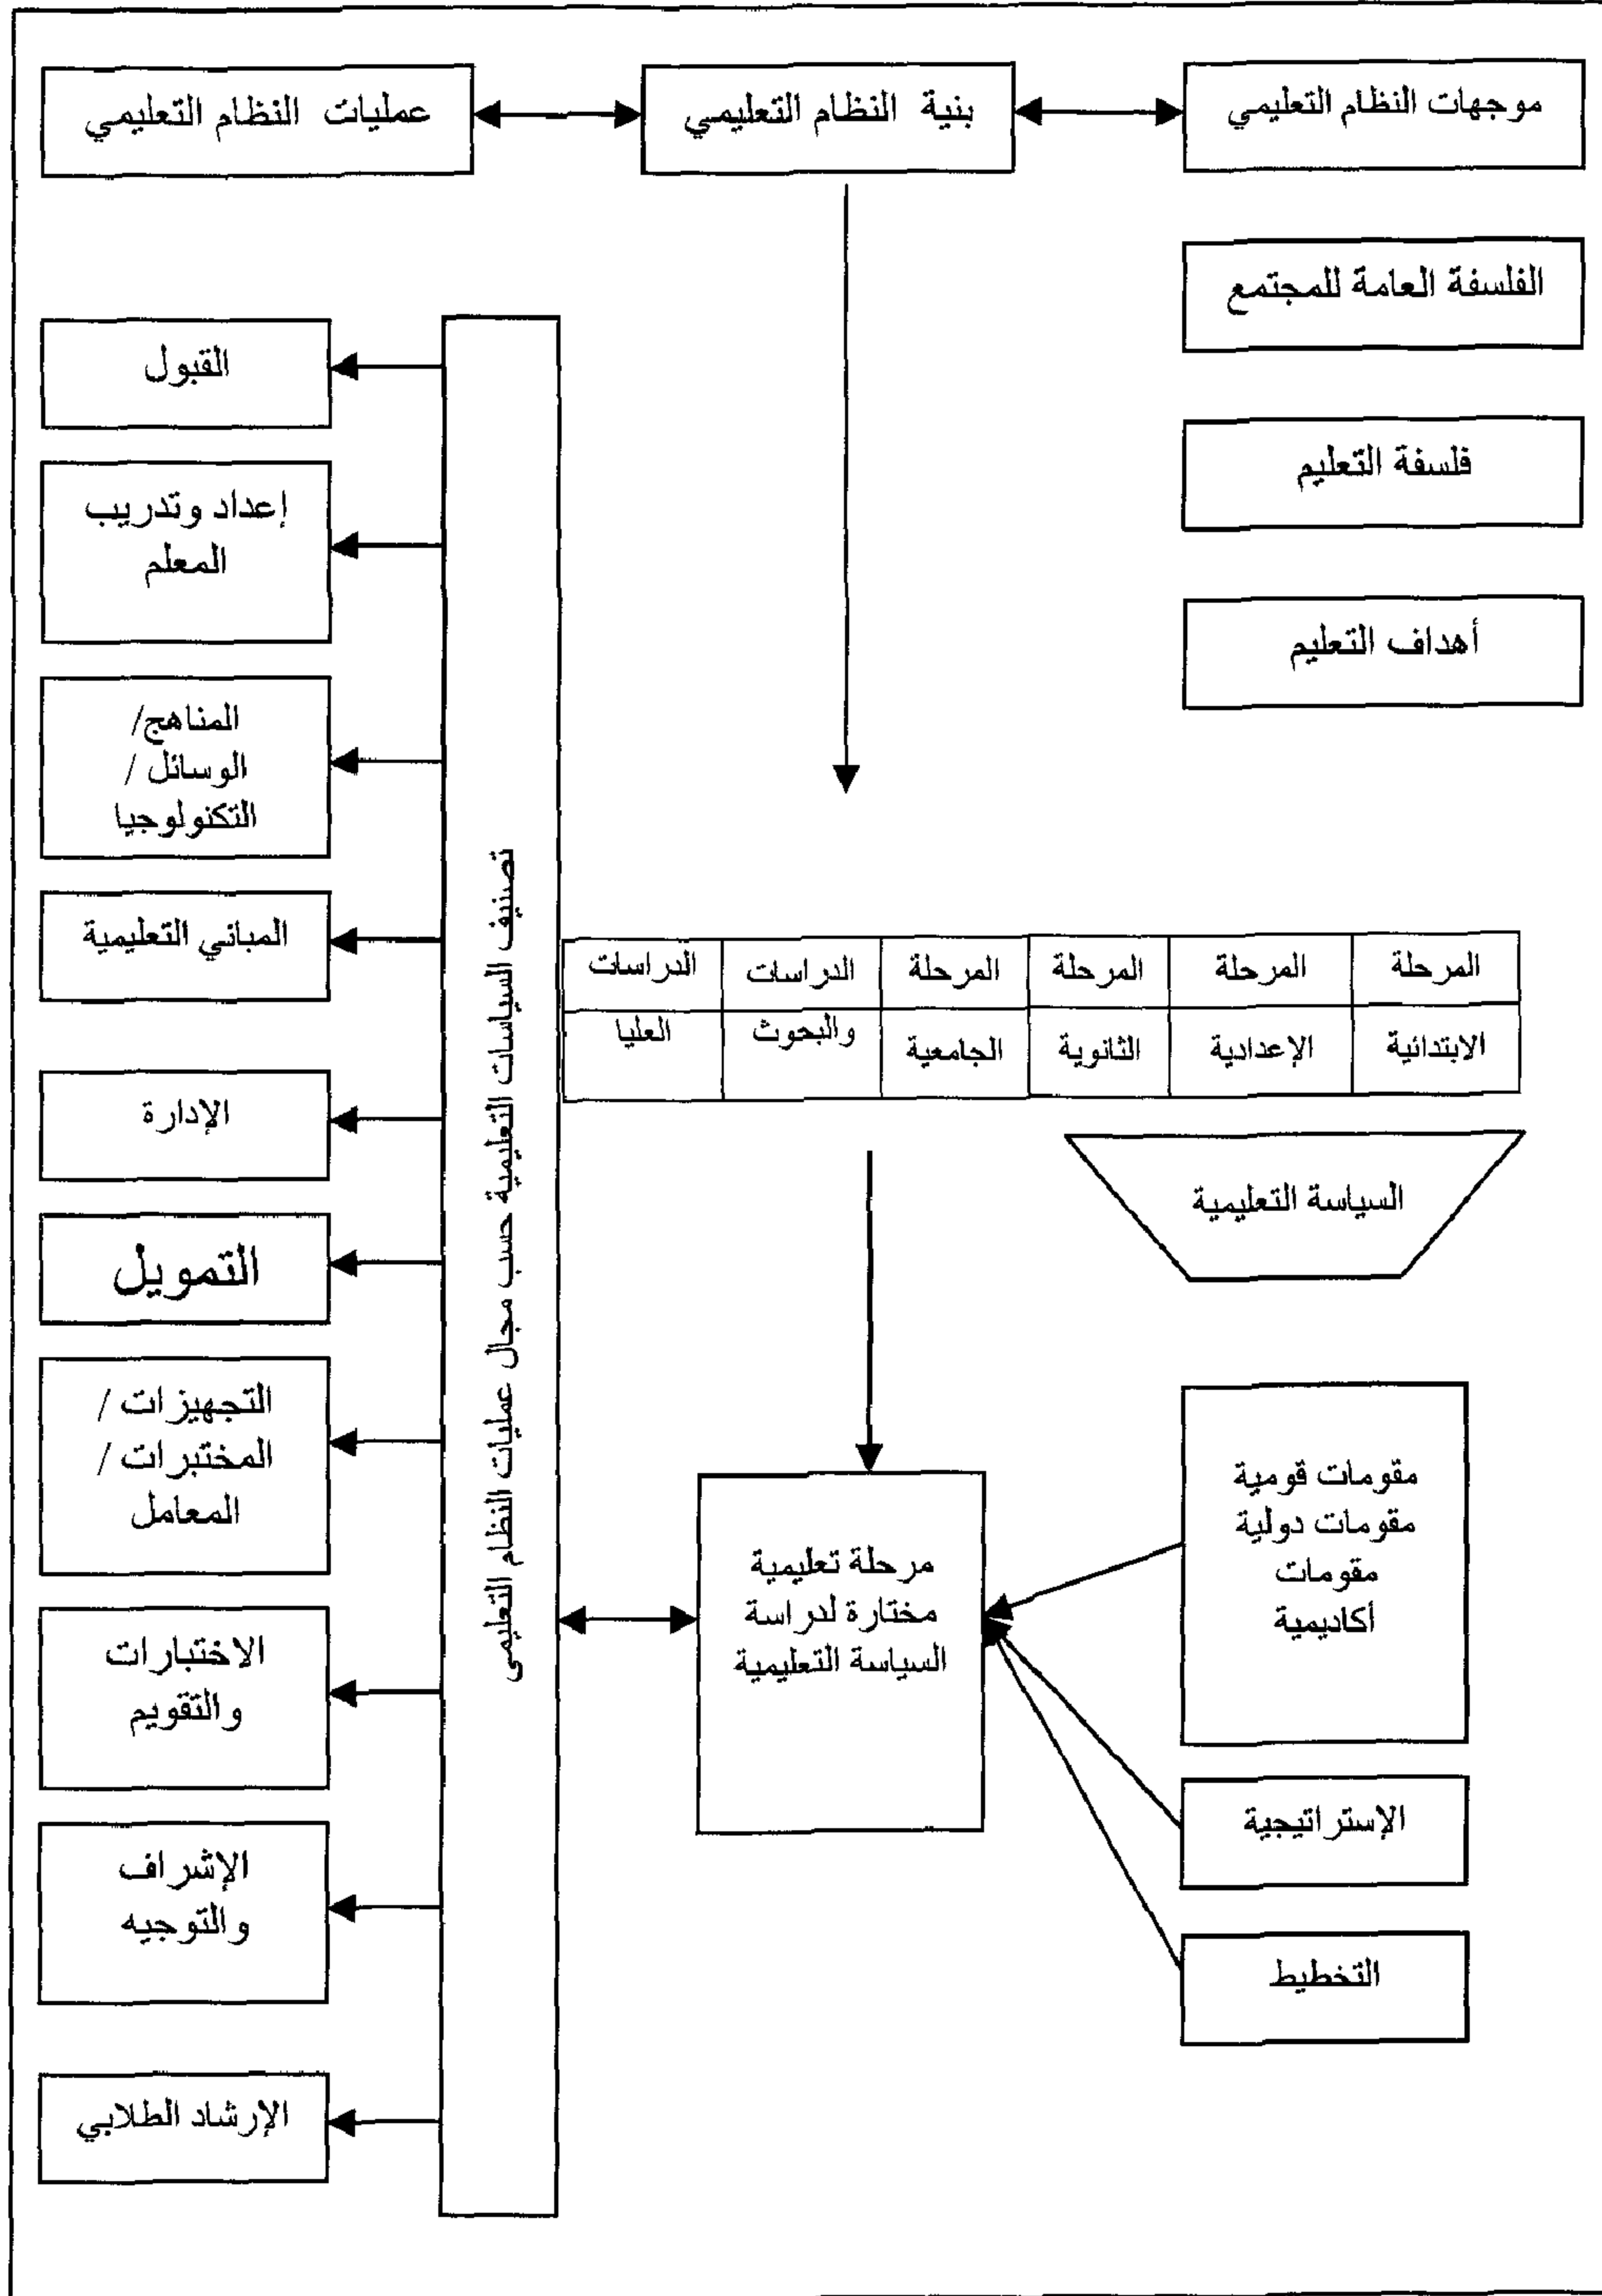 موجهات النظام التعليمي
بنية النظام التعليمي
عمليات النظام التعليمي
الفلسفة العامة للمجتمع
فلسفة التعليم
أهداف التعليم
المرحلة
الابتدائية
المرحلة
الإعدادية
المرحلة
الثانوية
المرحلة
الجامعية
الدراسات
والبحوث
الدراسات
العليا
السياسة التعليمية
مقومات قومية
مقومات دولية
مقومات
أكاديمية
الإستراتيجية
التخطيط
مرحلة تعليمية
مختارة لدراسة
السياسة التعليمية
تصنيف السياسات التعليمية حسب مجال عمليات النظام التعليمى
القبول
إعداد وتدريب
المعلم
المناهج/
الوسائل /
التكنولوجيا
المباني التعليمية
الإدارة
التمويل
التجهيزات /
المختبرات /
المعامل
الاختبارات
والتقويم
الإشراف
والتوجيه
الإرشاد الطلابي